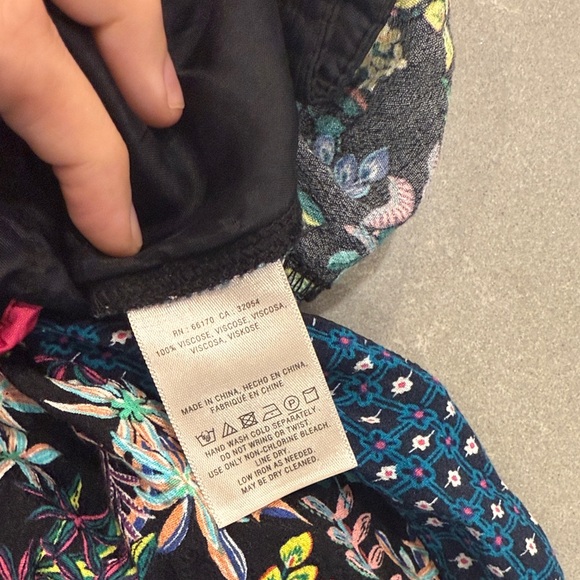 RN : 66170 CA : 32054
100% VISCOSE, VISCOSE, VISCOSA,
VISCOSA, VISKOSE
MADE IN CHINA, HECHO EN CHINA,
FABRIQUÉ EN CHINE
HAND WASH COLD SEPARATELY.
DO NOT WRING OR TWIST.
USE ONLY NON-CHLORINE BLEACH.
LINE DRY.
LOW IRON AS NEEDED.
MAY BE DRY CLEANED.